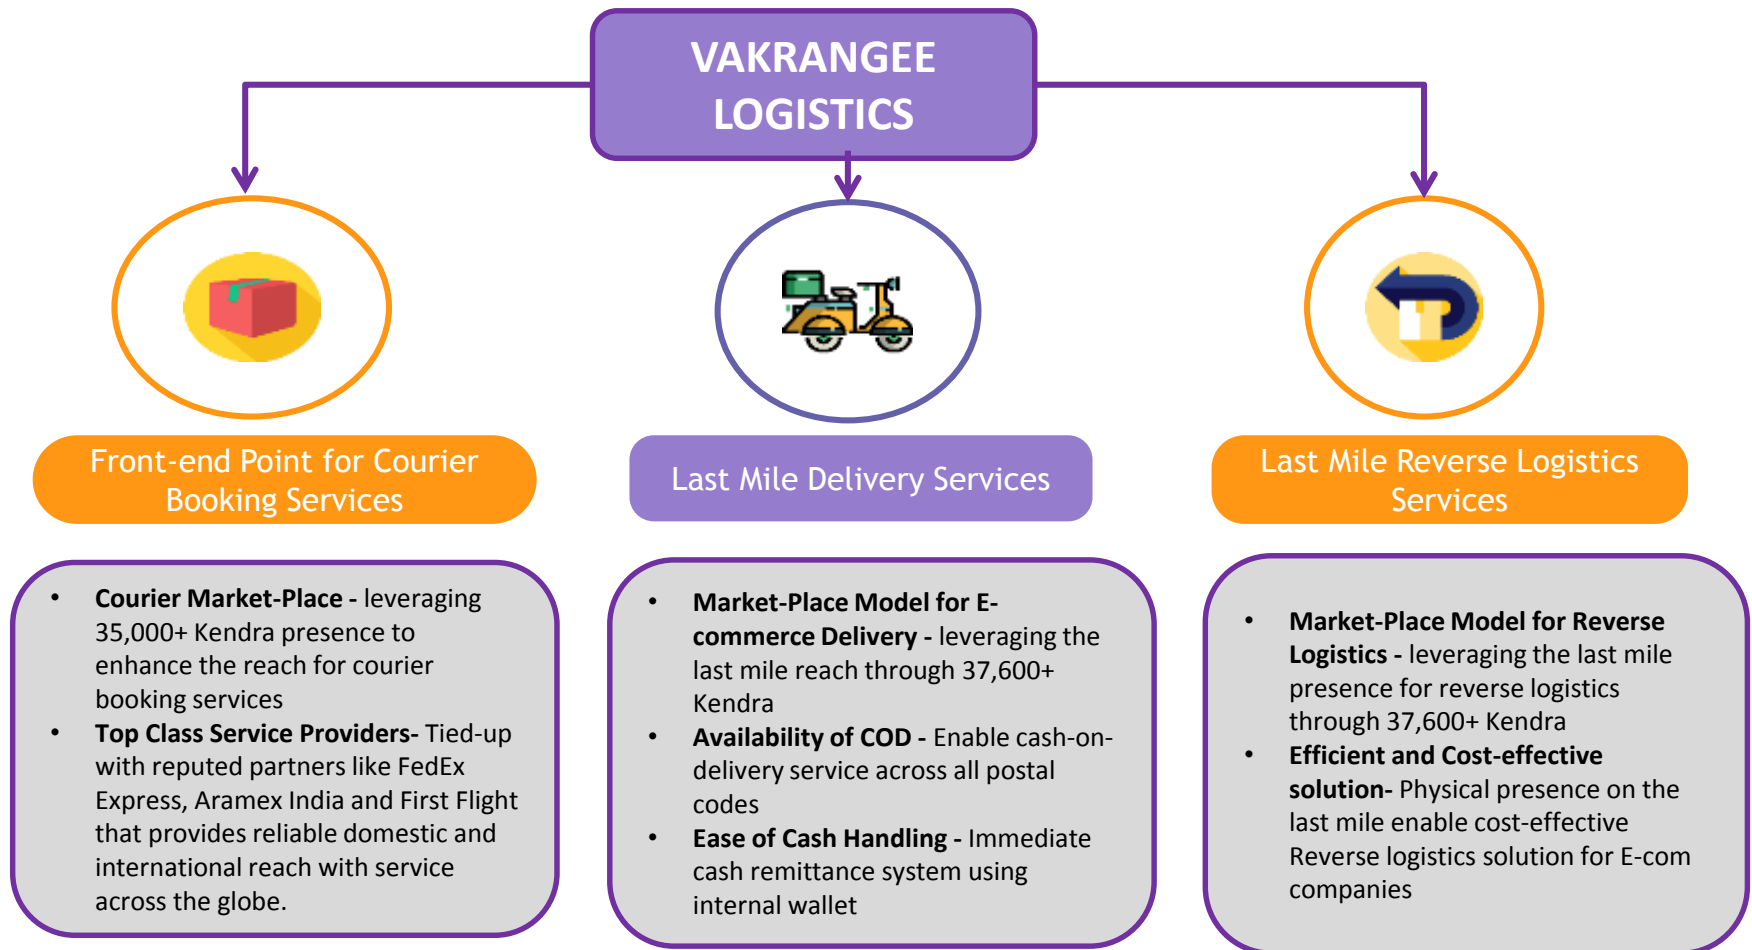 VAKRANGEE
LOGISTICS
Front-end Point for Courier
Booking Services
• Courier Market-Place - leveraging
35,000+ Kendra presence to
enhance the reach for courier
booking services
• Top Class Service Providers- Tied-up
with reputed partners like FedEx
Express, Aramex India and First Flight
that provides reliable domestic and
international reach with service
across the globe.
Last Mile Delivery Services
• Market-Place Model for E-
commerce Delivery - leveraging the
last mile reach through 37,600+
Kendra
• Availability of COD - Enable cash-on-
delivery service across all postal
codes
• Ease of Cash Handling - Immediate
cash remittance system using
internal wallet
Last Mile Reverse Logistics
Services
• Market-Place Model for Reverse
Logistics - leveraging the last mile
presence for reverse logistics
through 37,600+ Kendra
• Efficient and Cost-effective
solution- Physical presence on the
last mile enable cost-effective
Reverse logistics solution for E-com
companies